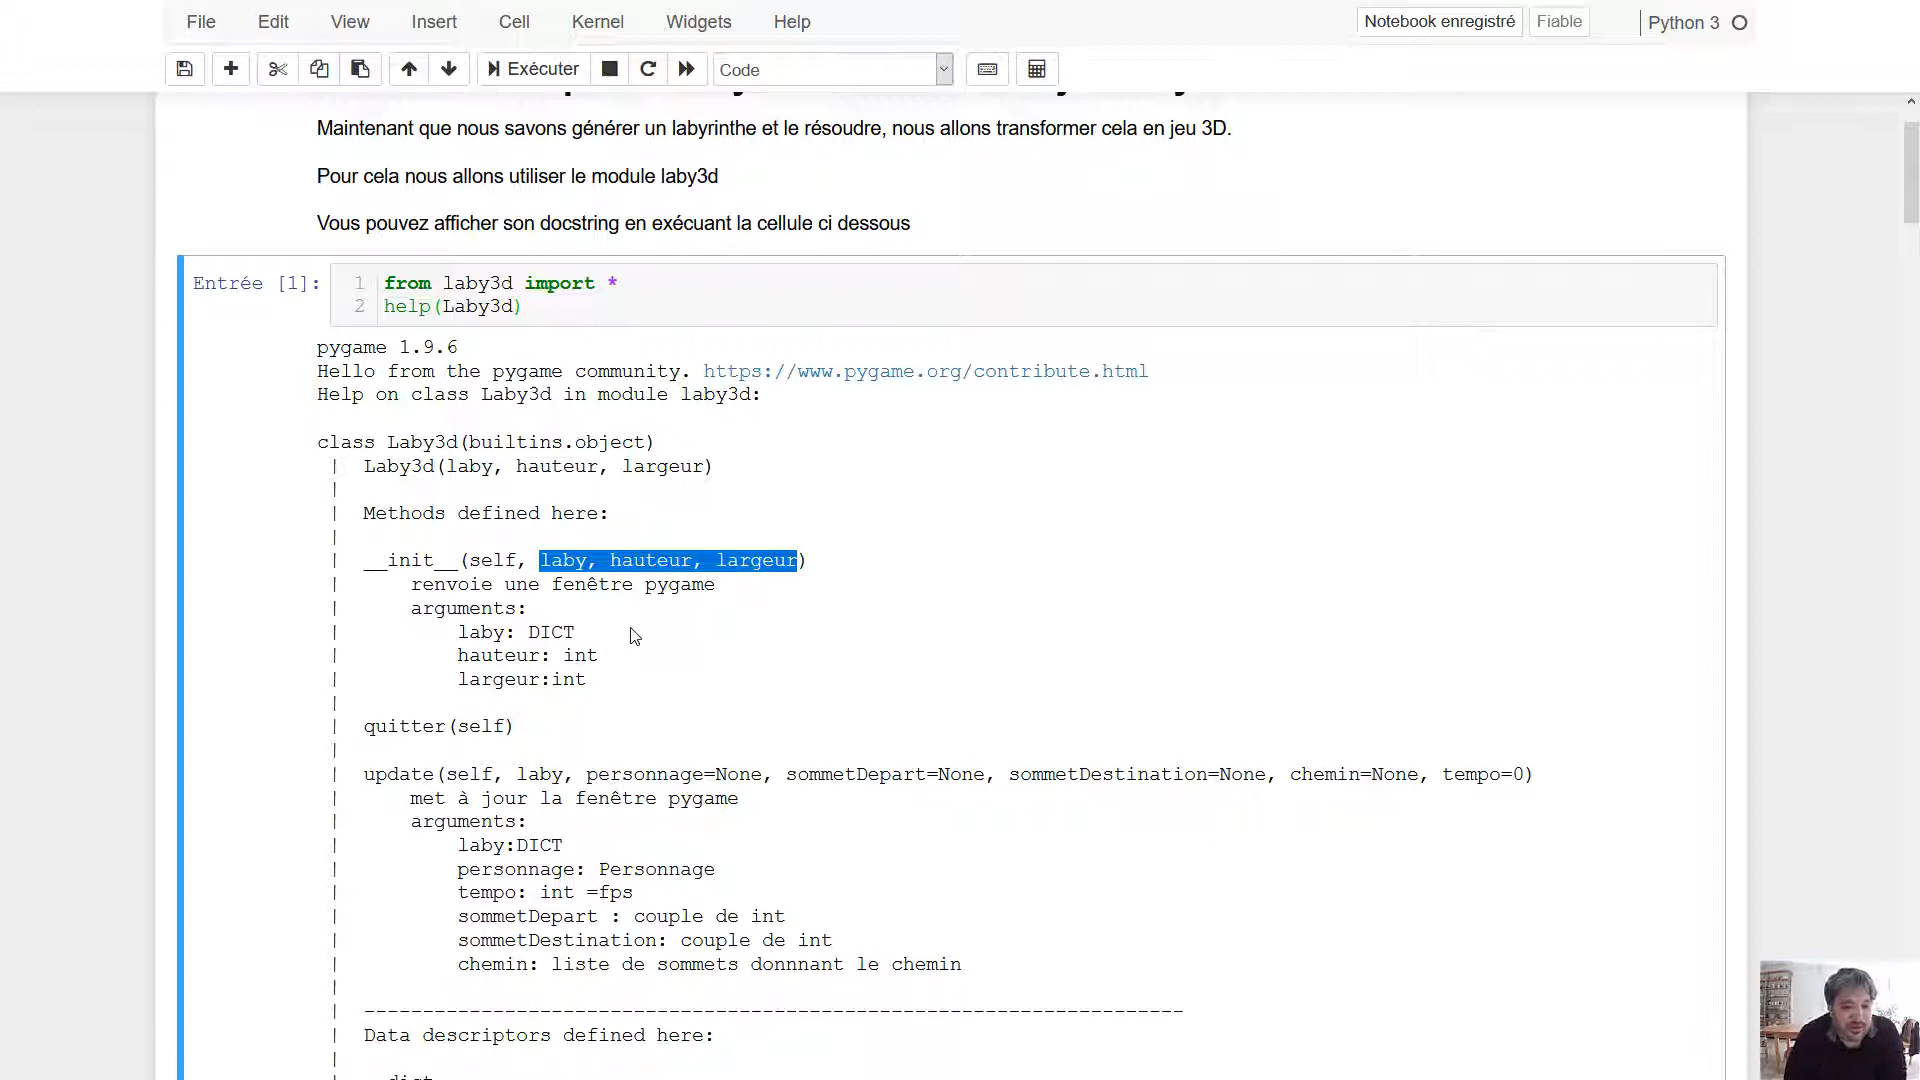 File Edit View Insert Cell Kernel Widgets Help Notebook enregistré Fiable Python 3
Exécuter Code
Maintenant que nous savons générer un labyrinthe et le résoudre, nous allons transformer cela en jeu 3D.
Pour cela nous allons utiliser le module laby3d
Vous pouvez afficher son docstring en exécuant la cellule ci dessous
Entrée [1]: 1 from laby3d import *
2 help(Laby3d)
pygame 1.9.6
Hello from the pygame community. https://www.pygame.org/contribute.html
Help on class Laby3d in module laby3d:
class Laby3d(builtins.object)
| Laby3d(laby, hauteur, largeur)
|
| Methods defined here:
|
| __init__(self, laby, hauteur, largeur)
| renvoie une fenêtre pygame
| arguments:
| laby: DICT
| hauteur: int
| largeur:int
|
| quitter(self)
|
| update(self, laby, personnage=None, sommetDepart=None, sommetDestination=None, chemin=None, tempo=0)
| met à jour la fenêtre pygame
| arguments:
| laby:DICT
| personnage: Personnage
| tempo: int =fps
| sommetDepart : couple de int
| sommetDestination: couple de int
| chemin: liste de sommets donnnant le chemin
|
| ----------------------------------------------------------------------
| Data descriptors defined here:
|